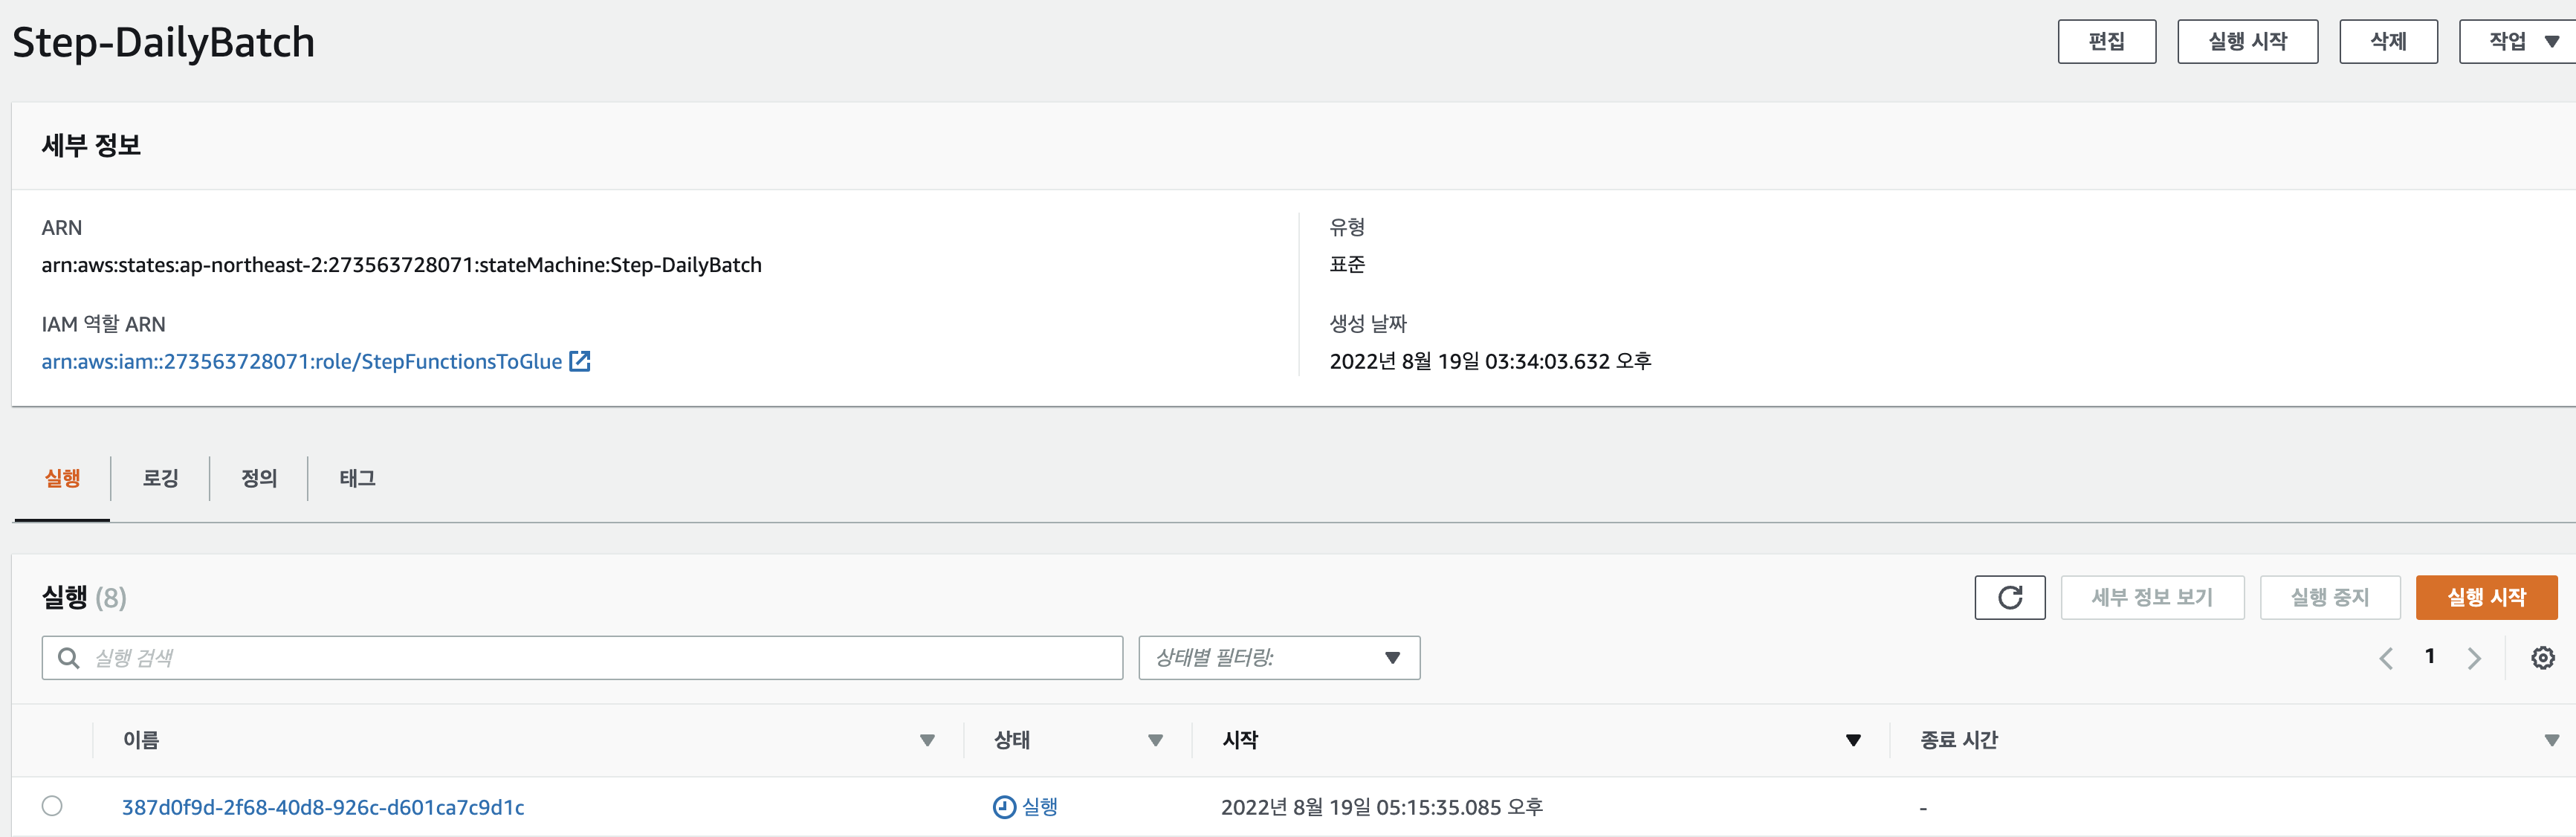 Step-DailyBatch
편집
실행 시작
삭제
작업
세부 정보
ARN
arn:aws:states:ap-northeast-2:273563728071:stateMachine:Step-DailyBatch
유형
표준
IAM 역할 ARN
arn:aws:iam::273563728071:role/StepFunctionsToGlue
생성 날짜
2022년 8월 19일 03:34:03.632 오후
실행
로깅
정의
태그
실행 (8)
세부 정보 보기
실행 중지
실행 시작
실행 검색
상태별 필터링:
1
이름
상태
시작
종료 시간
387d0f9d-2f68-40d8-926c-d601ca7c9d1c
실행
2022년 8월 19일 05:15:35.085 오후
-